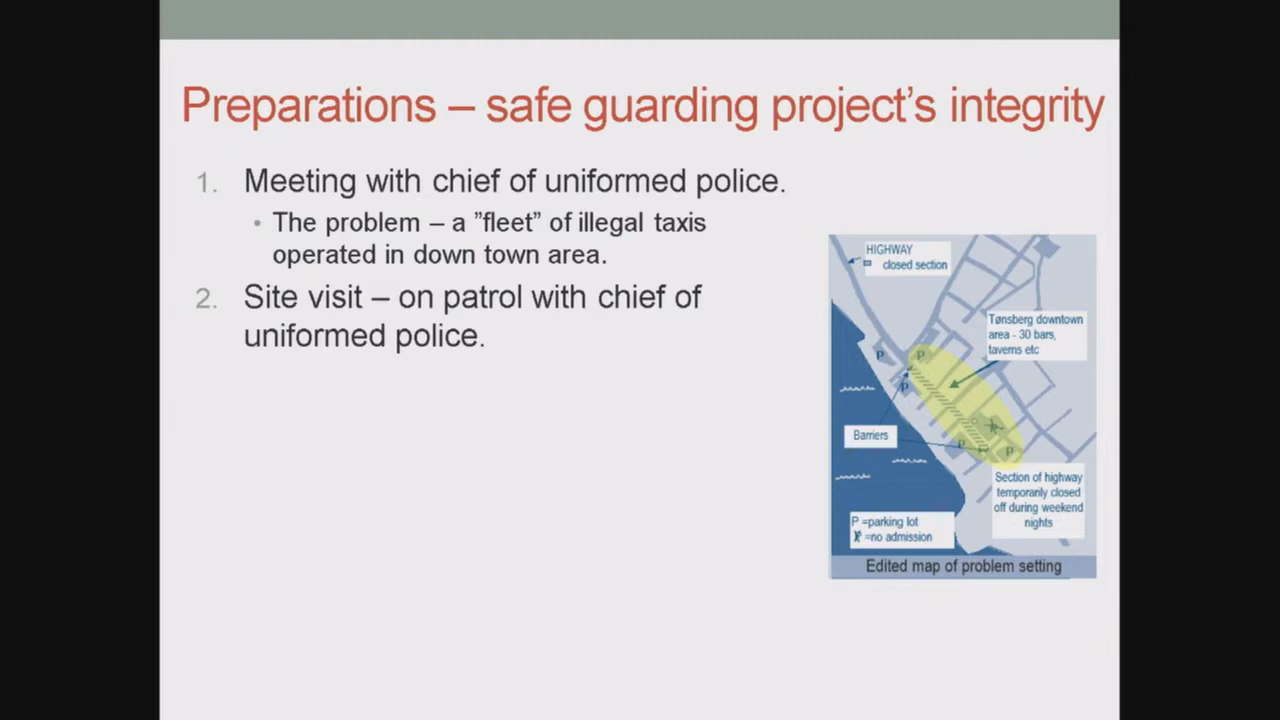 Preparations – safe guarding project's integrity
1. Meeting with chief of uniformed police.
• The problem – a ”fleet” of illegal taxis
operated in down town area.
2. Site visit – on patrol with chief of
uniformed police.
HIGHWAY
closed section
Tønsberg downtown
area - 30 bars,
taverns etc
P
P
P
Barriers
P
P
Section of highway
temporarily closed
off during weekend
nights
P =parking lot
=no admission
Edited map of problem setting